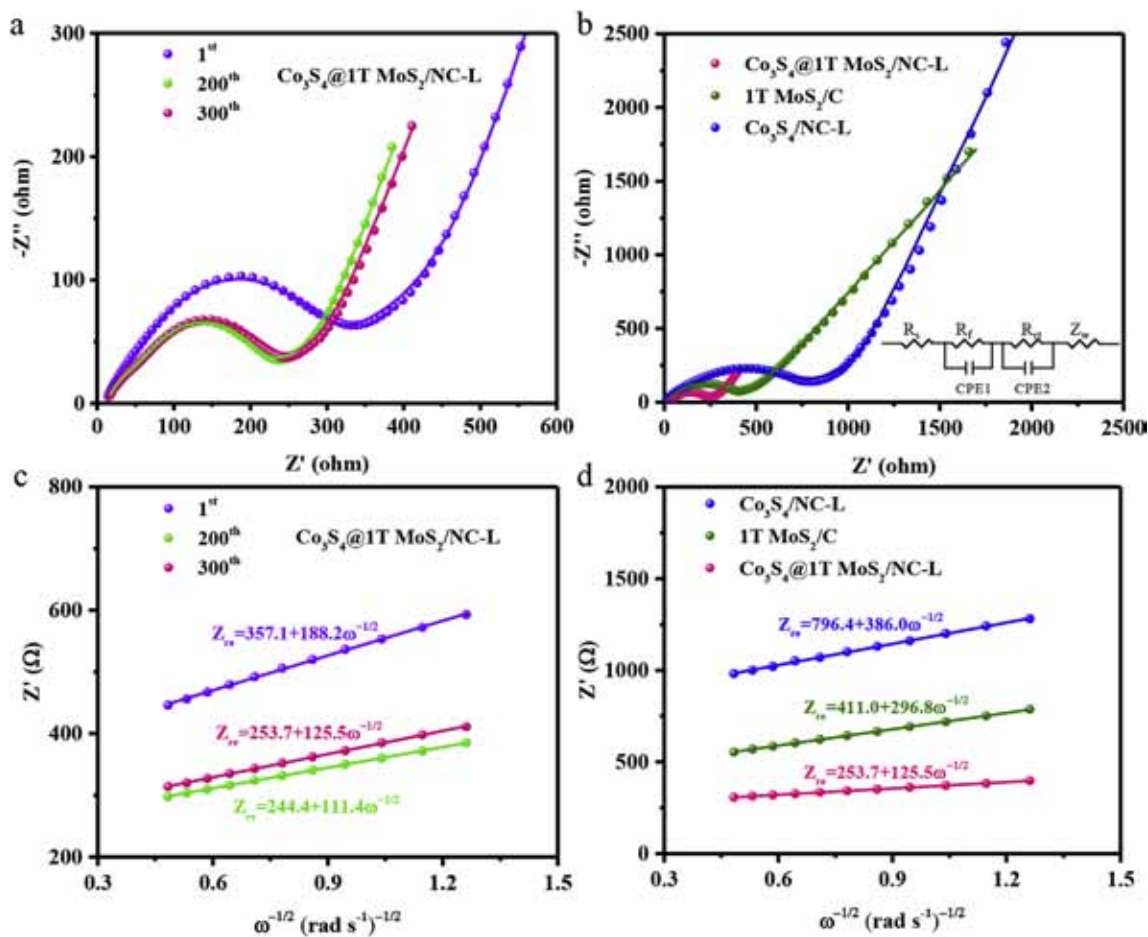 a
300
200
100
0
-Z'' (ohm)
1st
200th
300th
Co3S4@1T MoS2/NC-L
0 100 200 300 400 500 600
Z' (ohm)
b
2500
2000
1500
1000
500
0
-Z'' (ohm)
Co3S4@1T MoS2/NC-L
1T MoS2/C
Co3S4/NC-L
Rs Rf Rct Zw
CPE1 CPE2
0 500 1000 1500 2000 2500
Z' (ohm)
c
800
600
400
200
Z' (Ω)
1st
200th
300th
Co3S4@1T MoS2/NC-L
Zre=357.1+188.2ω−1/2
Zre=253.7+125.5ω−1/2
Zre=244.4+111.4ω−1/2
0.3 0.6 0.9 1.2 1.5
ω−1/2 (rad s-1)−1/2
d
2000
1500
1000
500
0
Z' (Ω)
Co3S4/NC-L
1T MoS2/C
Co3S4@1T MoS2/NC-L
Zre=796.4+386.0ω−1/2
Zre=411.0+296.8ω−1/2
Zre=253.7+125.5ω−1/2
0.3 0.6 0.9 1.2 1.5
ω−1/2 (rad s-1)−1/2